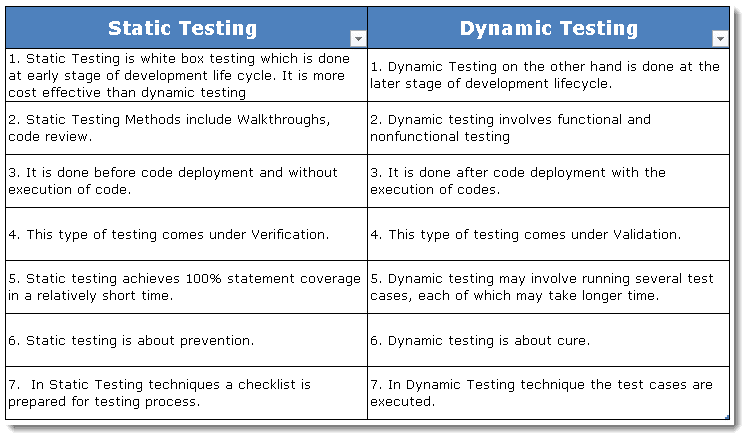 Static Testing
Dynamic Testing
1. Static Testing is white box testing which is done
at early stage of development life cycle. It is more
cost effective than dynamic testing
1. Dynamic Testing on the other hand is done at the
later stage of development lifecycle.
2. Static Testing Methods include Walkthroughs,
code review.
2. Dynamic testing involves functional and
nonfunctional testing
3. It is done before code deployment and without
execution of code.
3. It is done after code deployment with the
execution of codes.
4. This type of testing comes under Verification.
4. This type of testing comes under Validation.
5. Static testing achieves 100% statement coverage
in a relatively short time.
5. Dynamic testing may involve running several test
cases, each of which may take longer time.
6. Static testing is about prevention.
6. Dynamic testing is about cure.
7.  In Static Testing techniques a checklist is
prepared for testing process.
7. In Dynamic Testing technique the test cases are
executed.